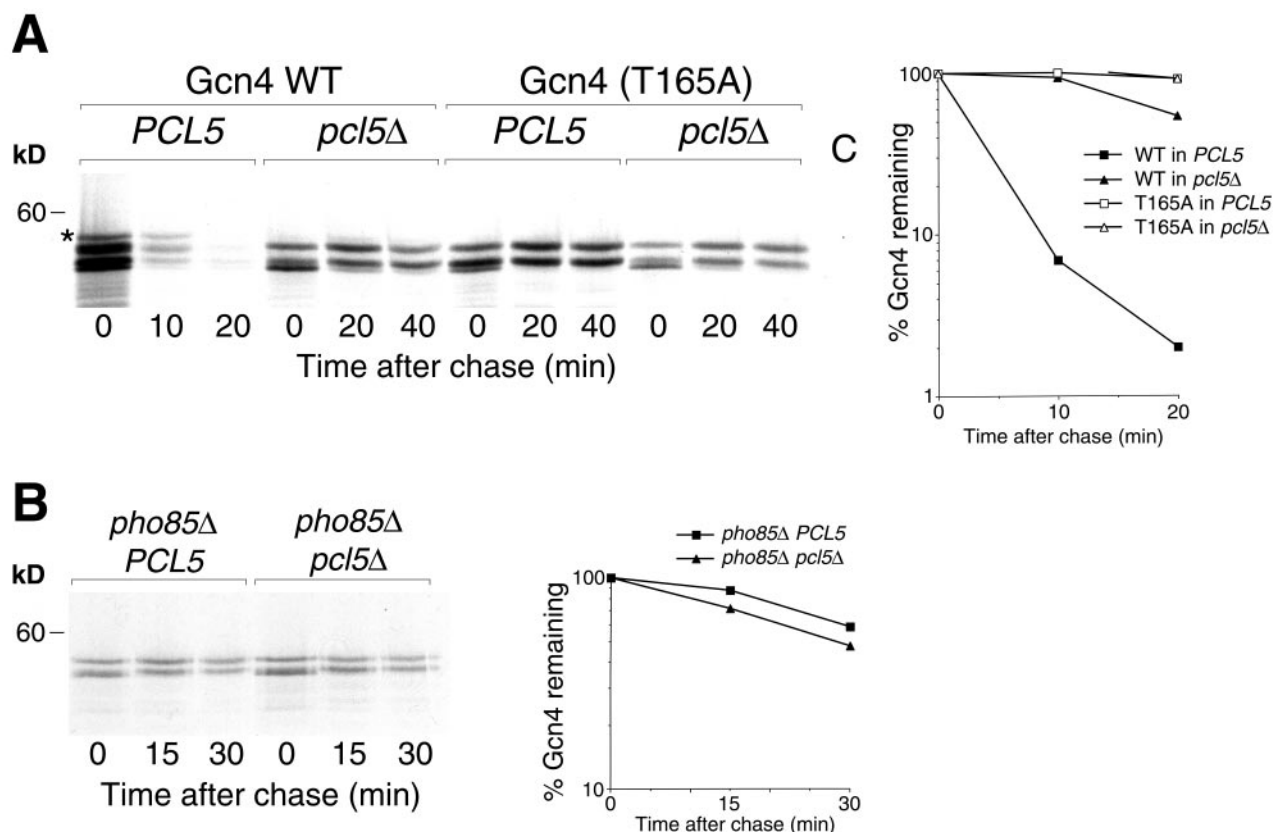 A
Gcn4 WT Gcn4 (T165A)
PCL5 pcl5Δ PCL5 pcl5Δ
kD
60
*
0 10 20 0 20 40 0 20 40 0 20 40
Time after chase (min)
C
% Gcn4 remaining
100
10
1
0 10 20
Time after chase (min)
WT in PCL5
WT in pcl5Δ
T165A in PCL5
T165A in pcl5Δ
B
pho85Δ pho85Δ
PCL5 pcl5Δ
kD
60
0 15 30 0 15 30
Time after chase (min)
pho85Δ PCL5
pho85Δ pcl5Δ
% Gcn4 remaining
100
10
0 15 30
Time after chase (min)